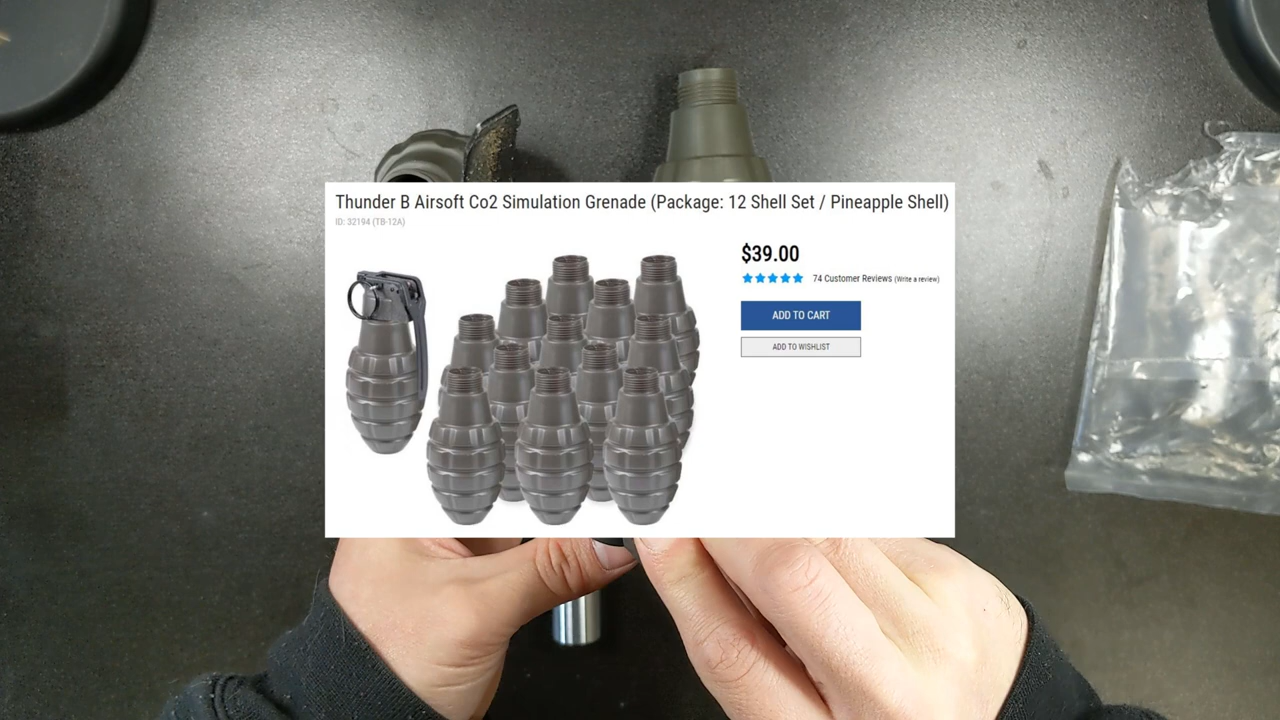 Thunder B Airsoft Co2 Simulation Grenade (Package: 12 Shell Set / Pineapple Shell)
ID: 32194 (TB-12A)
$39.00
74 Customer Reviews (Write a review)
ADD TO CART
ADD TO WISHLIST